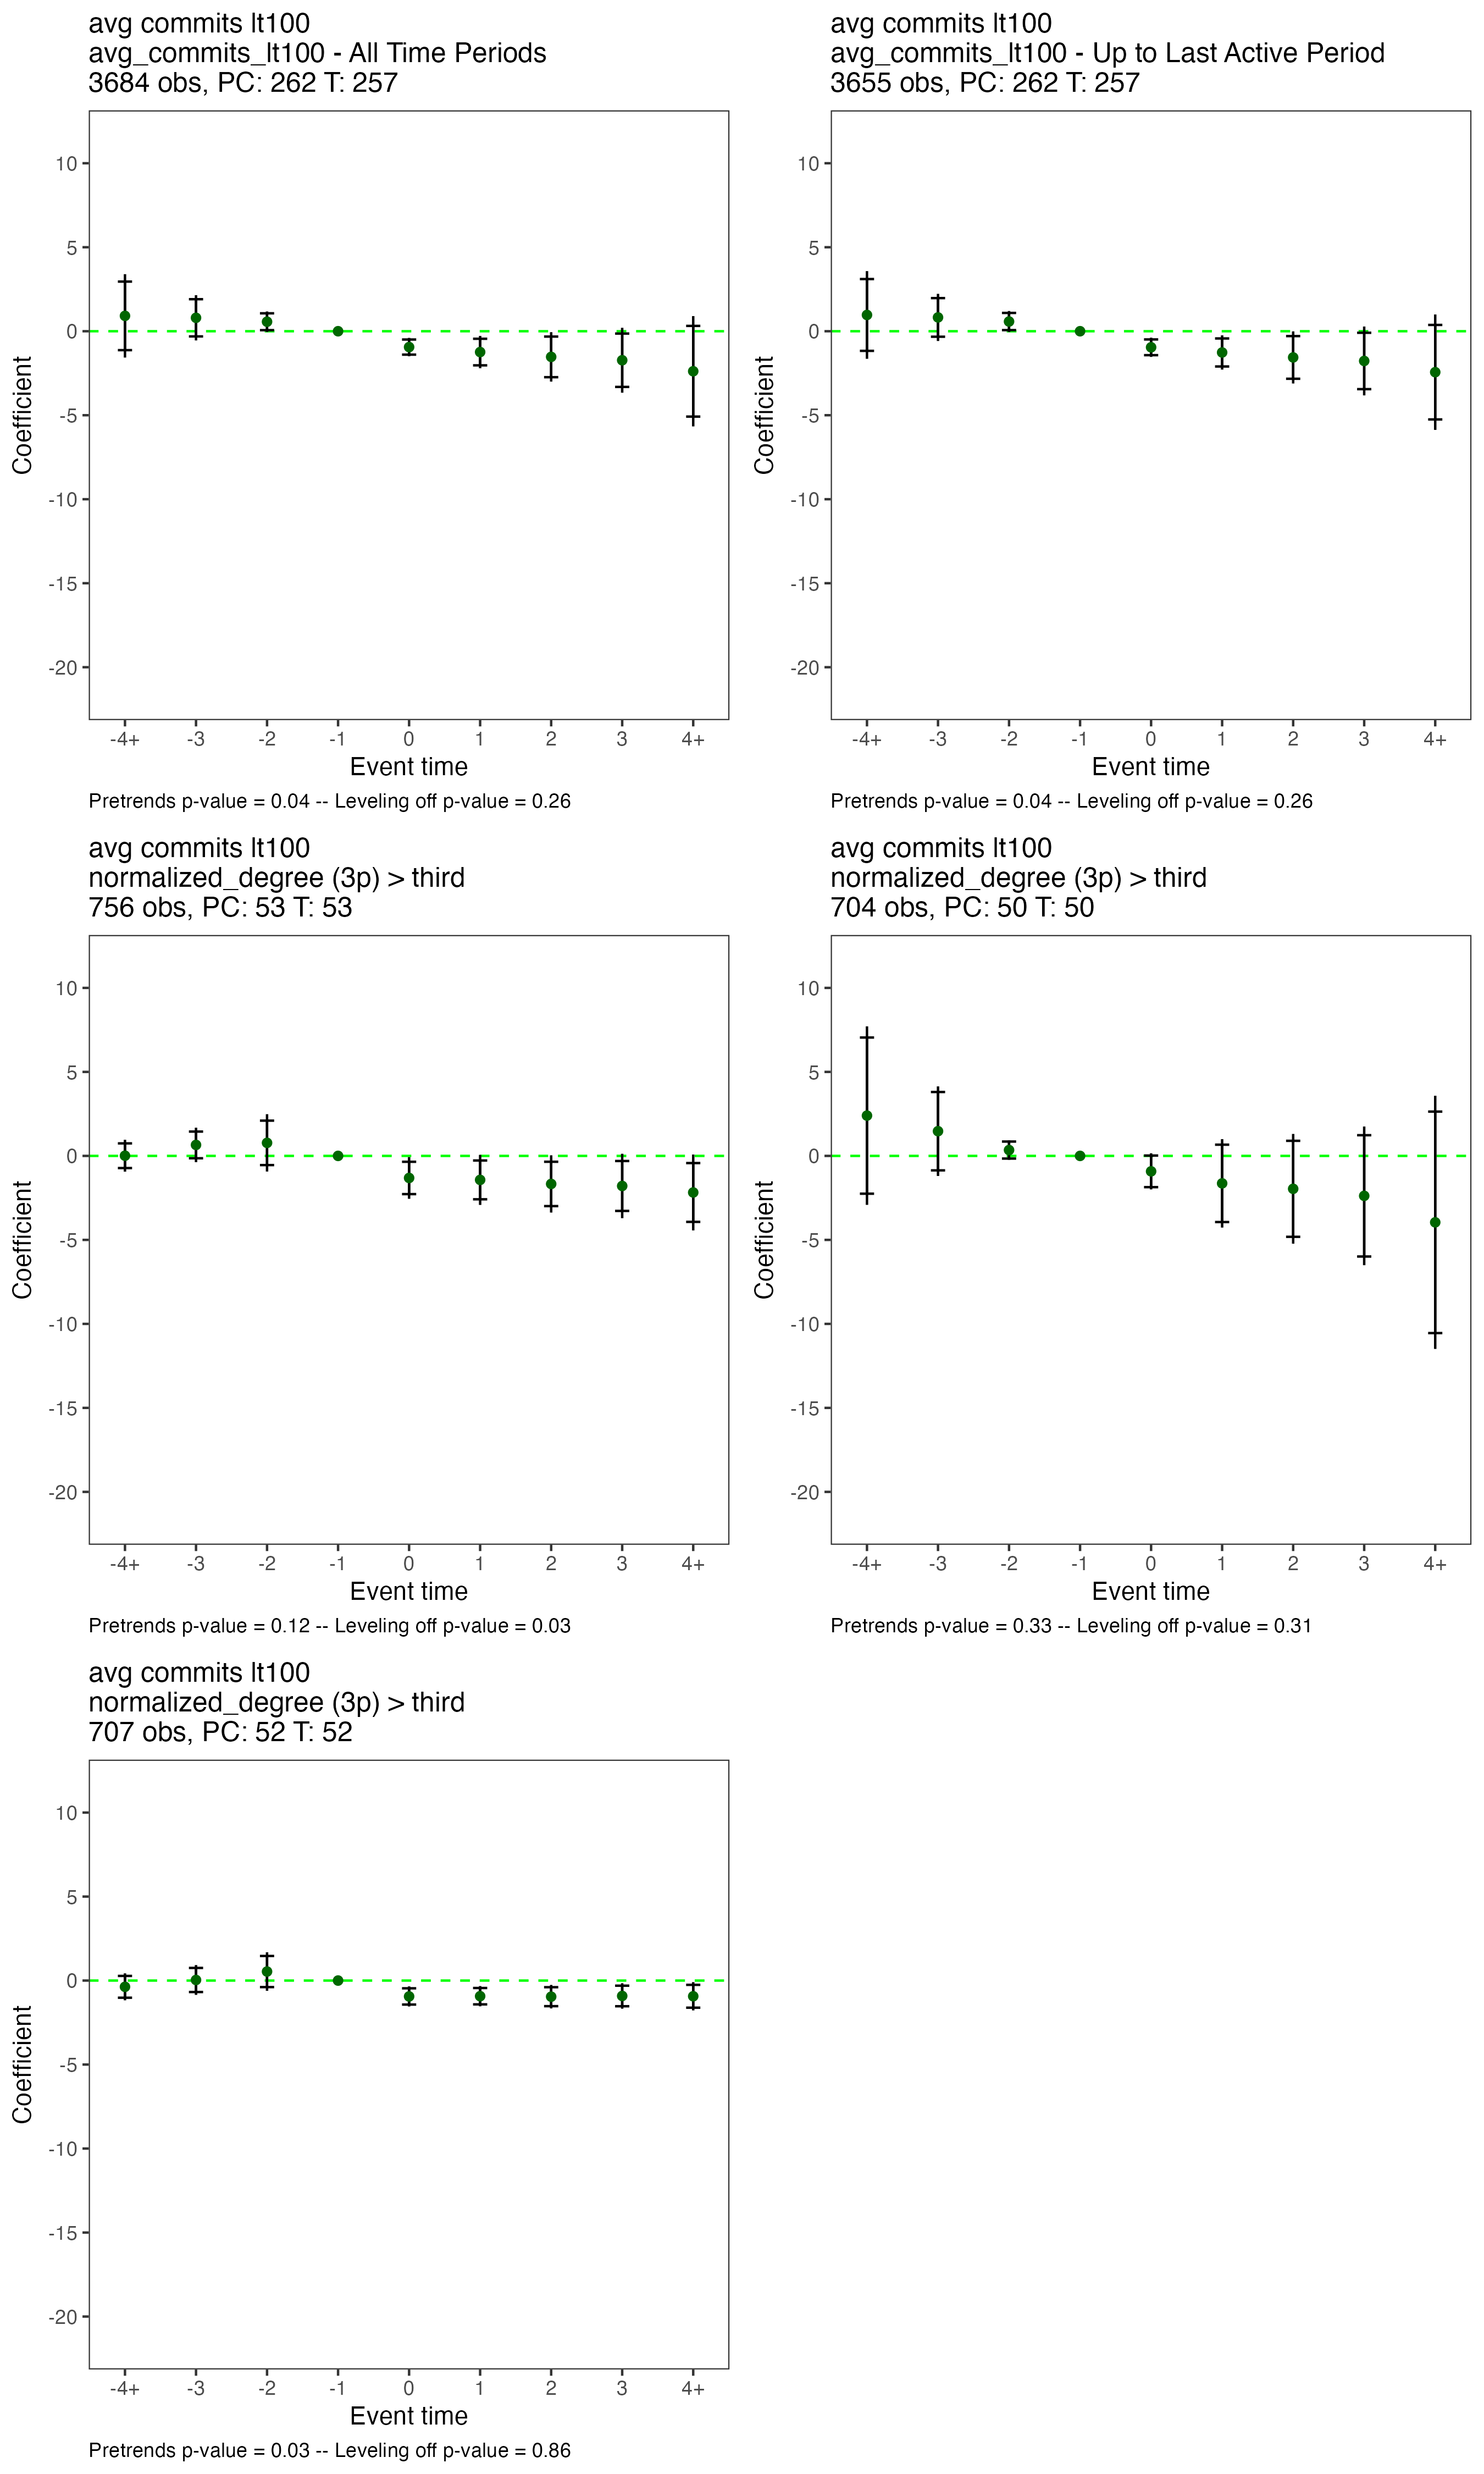 avg commits lt100
avg_commits_lt100 - All Time Periods
3684 obs, PC: 262 T: 257
10
5
0
-5
-10
-15
-20
Coefficient
-4+ -3 -2 -1 0 1 2 3 4+
Event time
Pretrends p-value = 0.04 -- Leveling off p-value = 0.26
avg commits lt100
avg_commits_lt100 - Up to Last Active Period
3655 obs, PC: 262 T: 257
10
5
0
-5
-10
-15
-20
Coefficient
-4+ -3 -2 -1 0 1 2 3 4+
Event time
Pretrends p-value = 0.04 -- Leveling off p-value = 0.26
avg commits lt100
normalized_degree (3p) > third
756 obs, PC: 53 T: 53
10
5
0
-5
-10
-15
-20
Coefficient
-4+ -3 -2 -1 0 1 2 3 4+
Event time
Pretrends p-value = 0.12 -- Leveling off p-value = 0.03
avg commits lt100
normalized_degree (3p) > third
704 obs, PC: 50 T: 50
10
5
0
-5
-10
-15
-20
Coefficient
-4+ -3 -2 -1 0 1 2 3 4+
Event time
Pretrends p-value = 0.33 -- Leveling off p-value = 0.31
avg commits lt100
normalized_degree (3p) > third
707 obs, PC: 52 T: 52
10
5
0
-5
-10
-15
-20
Coefficient
-4+ -3 -2 -1 0 1 2 3 4+
Event time
Pretrends p-value = 0.03 -- Leveling off p-value = 0.86